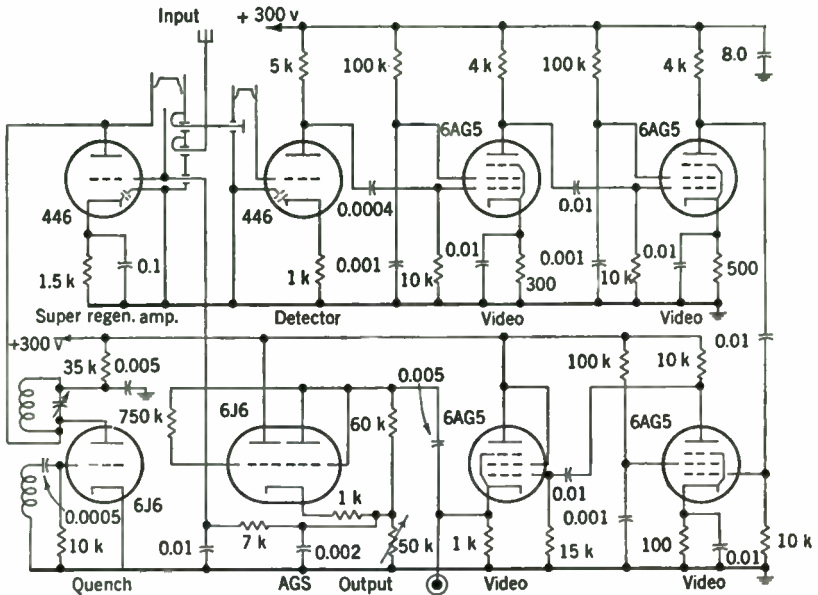 Input
+ 300 v
5 k
100 k
4 k
100 k
4 k
8.0
6AG5
6AG5
446
446
0.0004
0.01
0.1
1.5 k
1 k
0.001
10 k
0.01
300
0.001
10 k
0.01
500
Super regen. amp.
Detector
Video
Video
+300 v
35 k
0.005
0.005
100 k
10 k
0.01
750 k
6J6
60 k
6AG5
6AG5
0.0005
6J6
1 k
0.01
0.001
10 k
0.01
7 k
0.002
50 k
1 k
15 k
100
0.01
10 k
Quench
AGS
Output
Video
Video